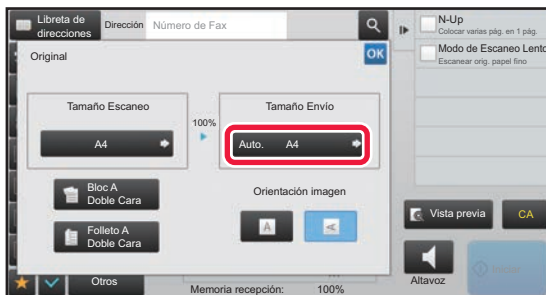 Libreta de
direcciones
Dirección
Número de Fax
N-Up
Colocar varias pág. en 1 pág.
Modo de Escaneo Lento
Escanear orig. papel fino
Original
OK
Tamaño Escaneo
100%
Tamaño Envío
A4
Auto. A4
Bloc A
Doble Cara
Orientación imagen
A
A
Folleto A
Doble Cara
Vista previa
CA
Otros
Memoria recepción: 100%
Altavoz